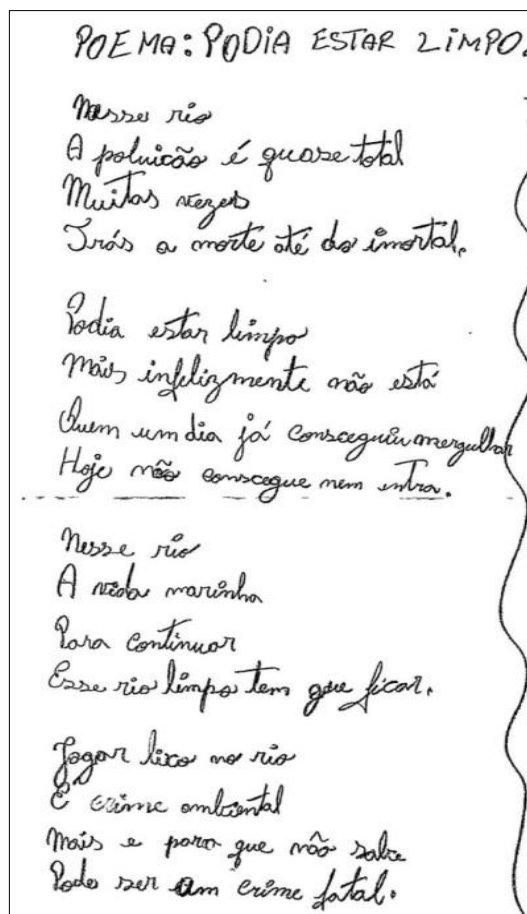 POEMA: PODIA ESTAR LIMPO.
Nesse rio
A poluicão é quase total
Muitas vezes
Trás a morte até do imortal.
Podia estar limpo
Mais infelizmente não está
Quem um dia já consceguiu mergulhar
Hoje não conscegue nem entra.
Nesse rio
A vida marinha
Para continuar
Esse rio limpo tem que ficar.
Jogar lixo no rio
É crime ambiental
Mais e para que não sabe
Pode ser um crime fatal.